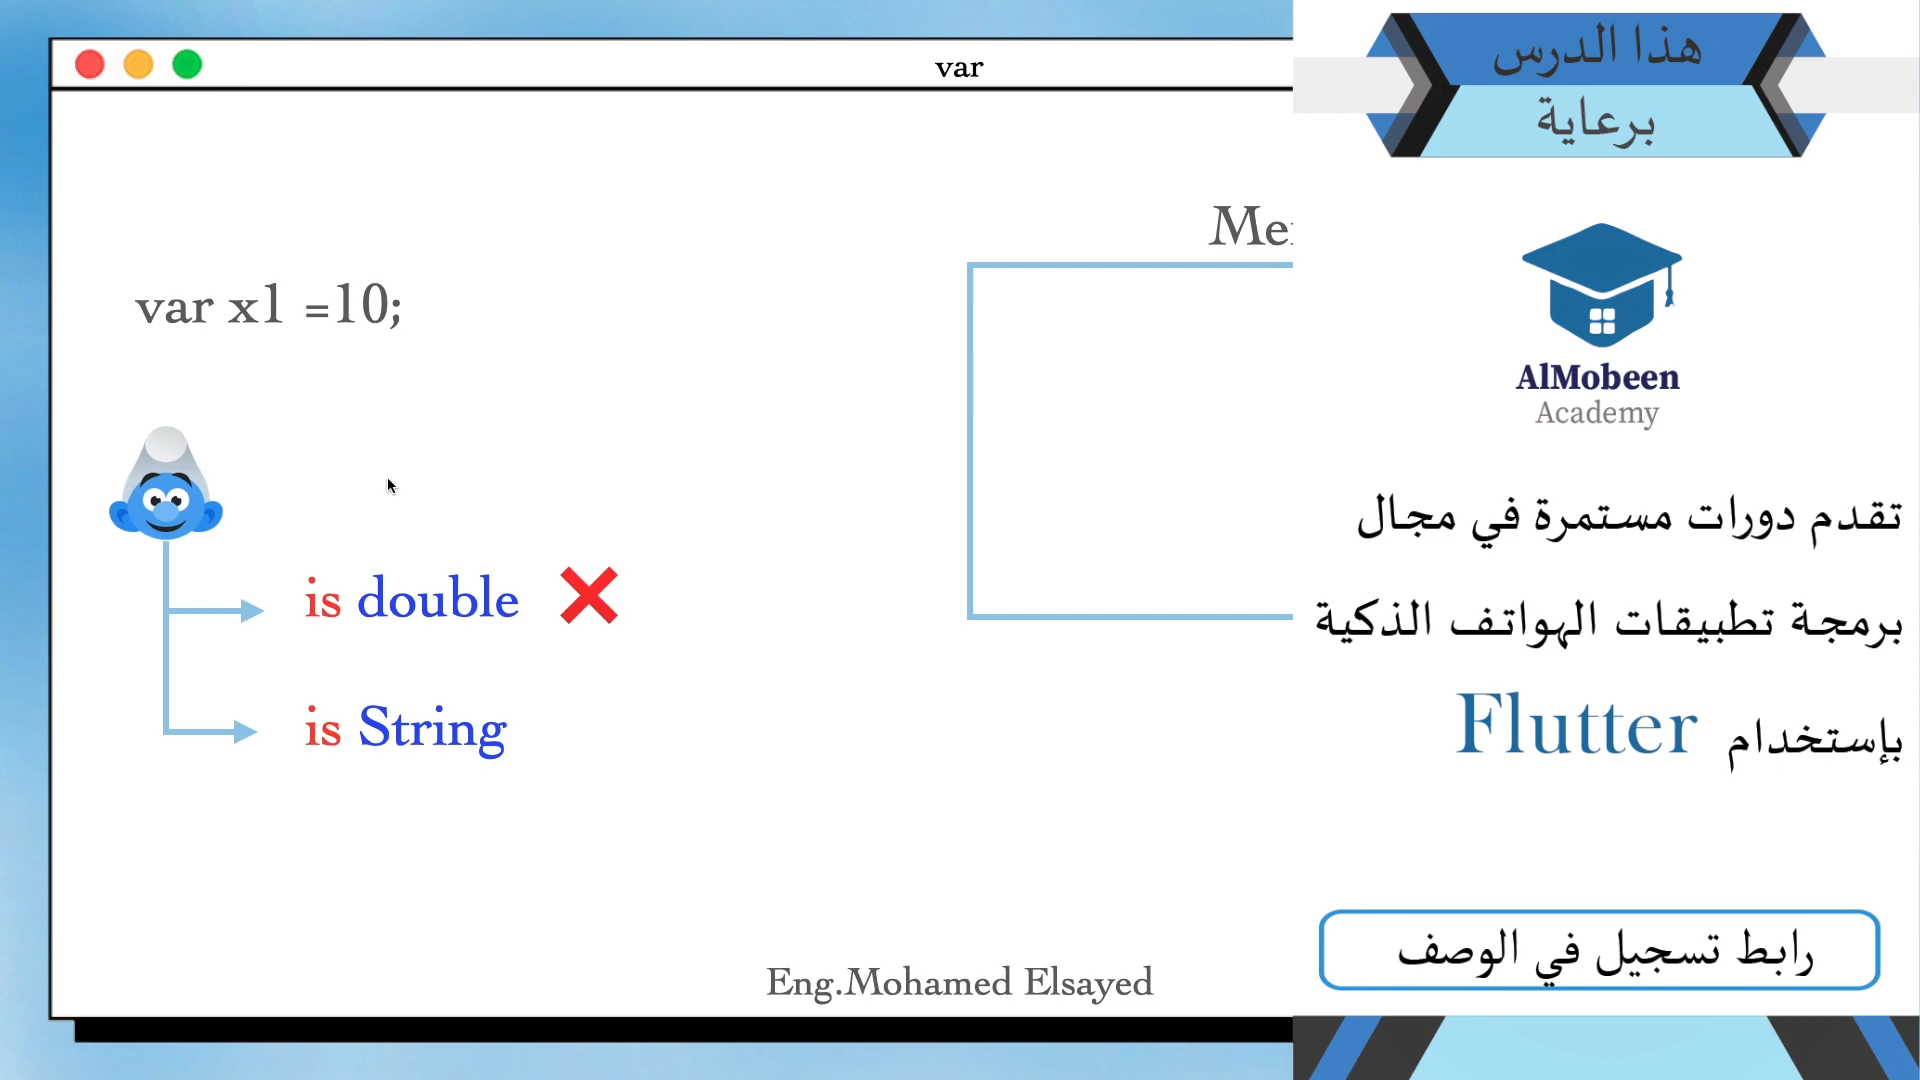 var
Me
var x1 =10;
is double
is String
Eng.Mohamed Elsayed
هذا الدرس
برعاية
AlMobeen
Academy
تقدم دورات مستمرة في مجال
برمجة تطبيقات الهواتف الذكية
بإستخدام Flutter
رابط تسجيل في الوصف